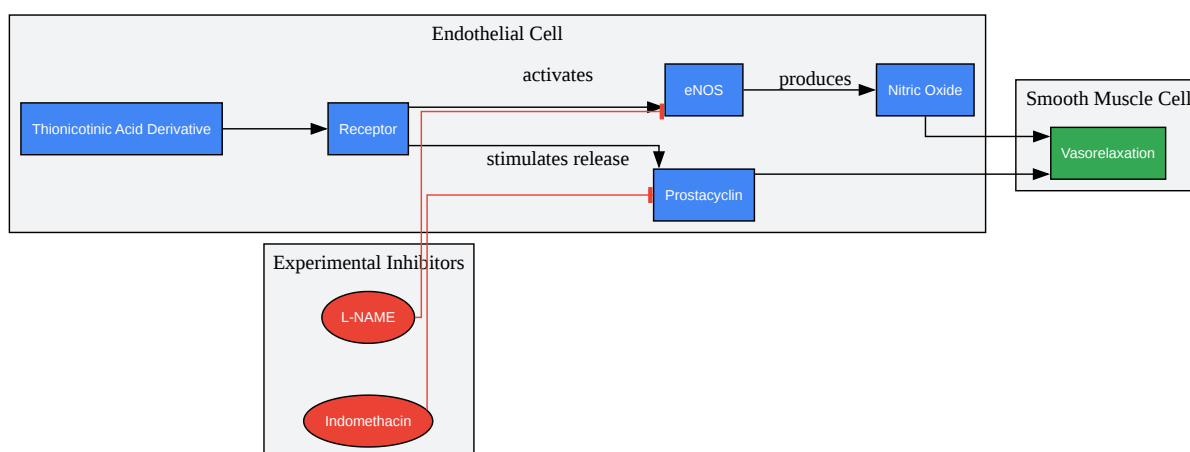 Endothelial Cell
activates
eNOS
produces
Nitric Oxide
Smooth Muscle Cell
Thionicotinic Acid Derivative
Receptor
Vasorelaxation
stimulates release
Prostacyclin
Experimental Inhibitors
L-NAME
Indomethacin